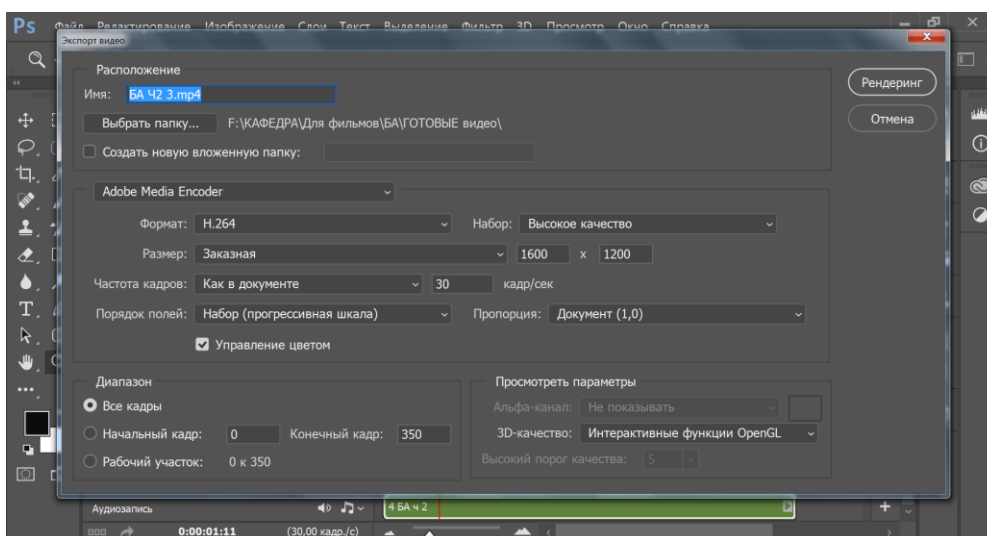 Ps Файл Редактирование Изображение Слои Текст Выделение Фильтр 3D Просмотр Окно Справка
Экспорт видео
Расположение
Имя: БА Ч2 3.mp4
Рендеринг
Выбрать папку... F:\КАФЕДРА\Для фильмов\БА\ГОТОВЫЕ видео\
Отмена
Создать новую вложенную папку:
Adobe Media Encoder
Формат: H.264 Набор: Высокое качество
Размер: Заказная 1600 x 1200
Частота кадров: Как в документе 30 кадр/сек
Порядок полей: Набор (прогрессивная шкала) Пропорция: Документ (1,0)
Управление цветом
Диапазон Просмотреть параметры
Все кадры Альфа-канал: Не показывать
Начальный кадр: 0 Конечный кадр: 350 3D-качество: Интерактивные функции OpenGL
Рабочий участок: 0 к 350 Высокий порог качества: 5
Аудиозапись 4 БА ч 2
0:00:01:11 (30,00 кадр./с)